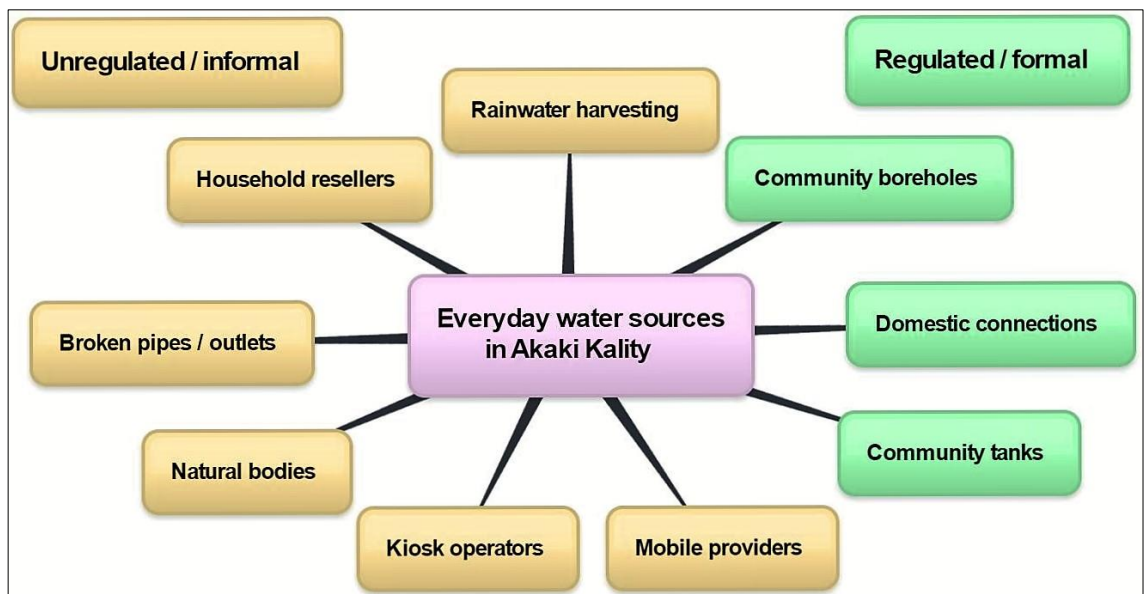 Unregulated / informal
Regulated / formal
Rainwater harvesting
Household resellers
Community boreholes
Everyday water sources
in Akaki Kality
Broken pipes / outlets
Domestic connections
Natural bodies
Community tanks
Kiosk operators
Mobile providers